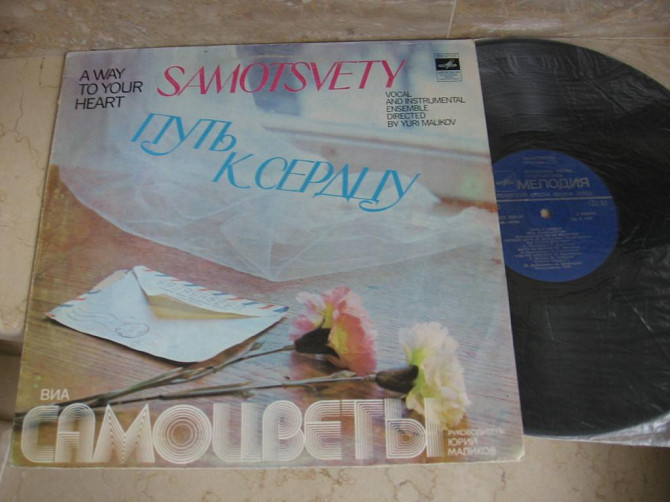 A WAY
TO YOUR
HEART
SAMOTSVETY
VOCAL
AND INSTRUMENTAL
ENSEMBLE
DIRECTED
BY YURI MALIKOV
ПУТЬ
К СЕРДЦУ
МЕЛОДИЯ
ВИА
САМОЦВЕТЫ
РУКОВОДИТЕЛЬ
ЮРИЙ
МАЛИКОВ